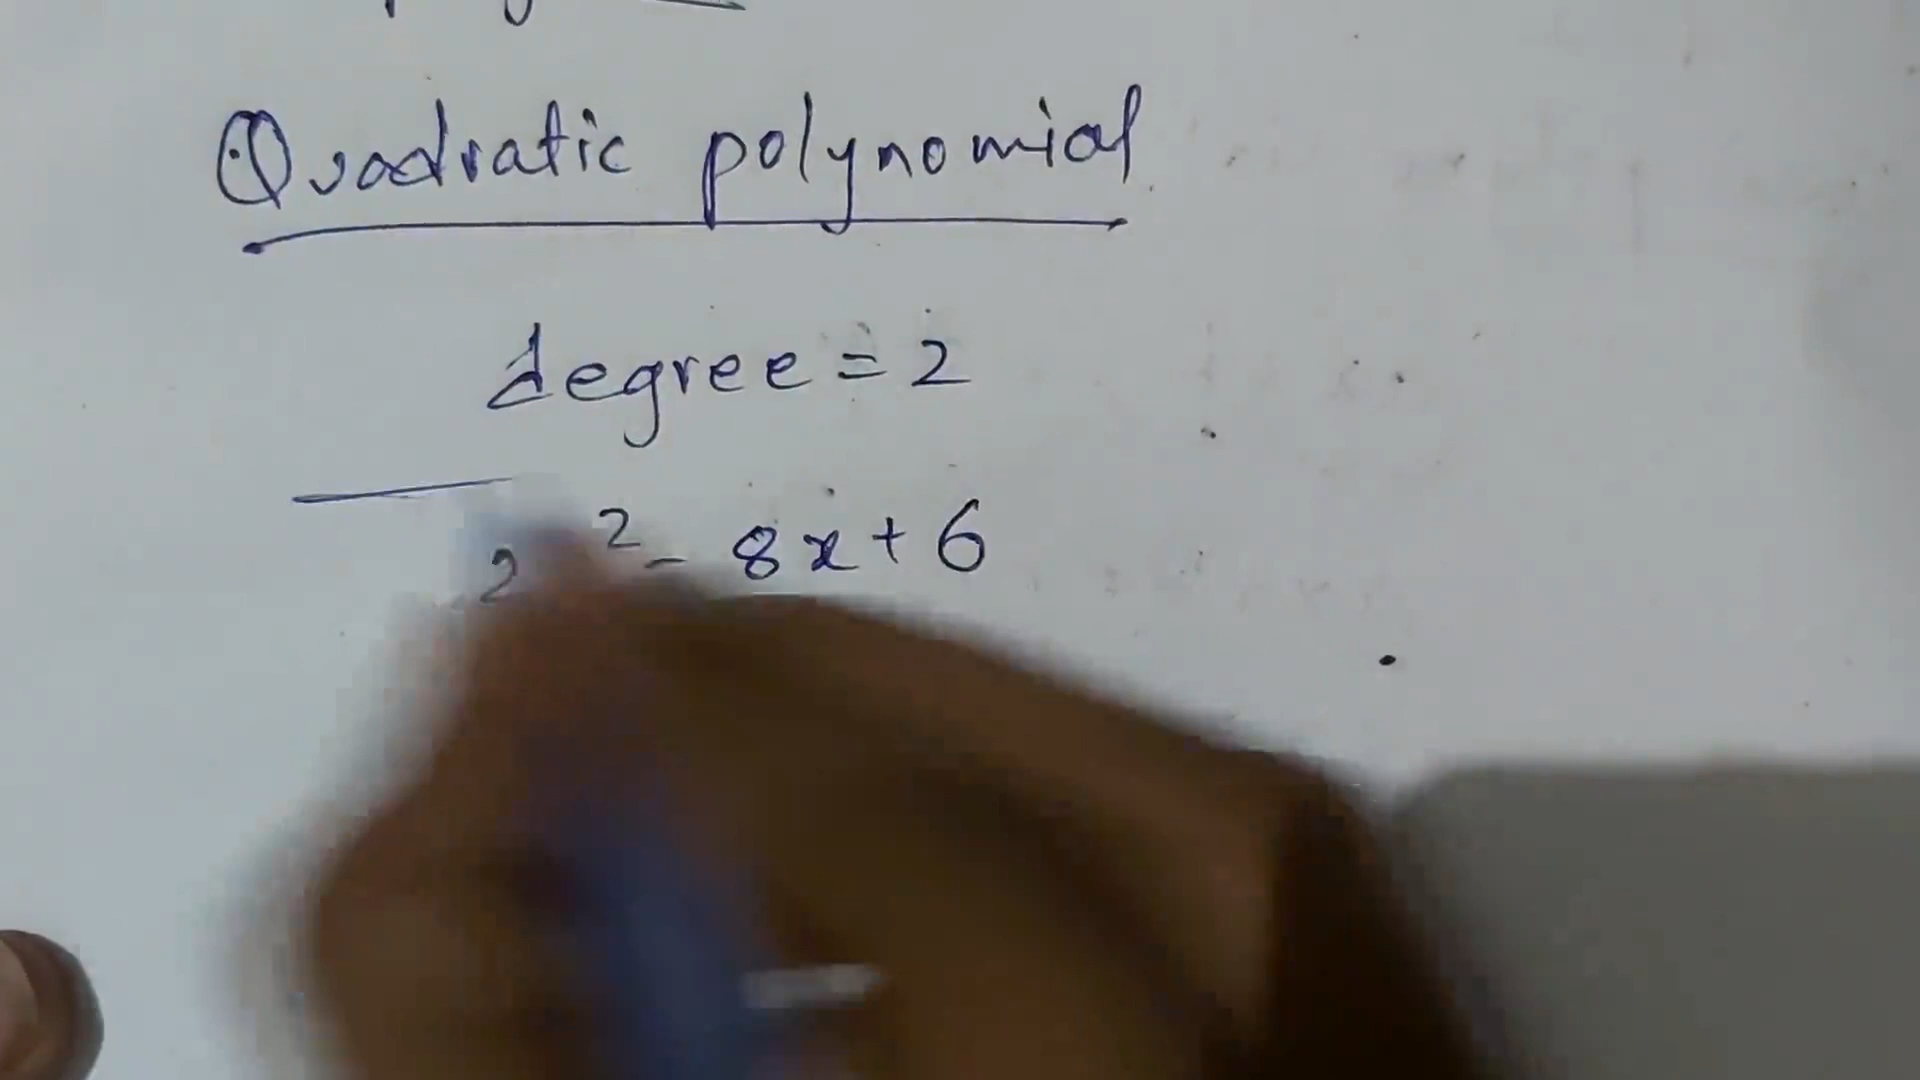 Quadratic polynomial
degree = 2
2 ² - 8x + 6